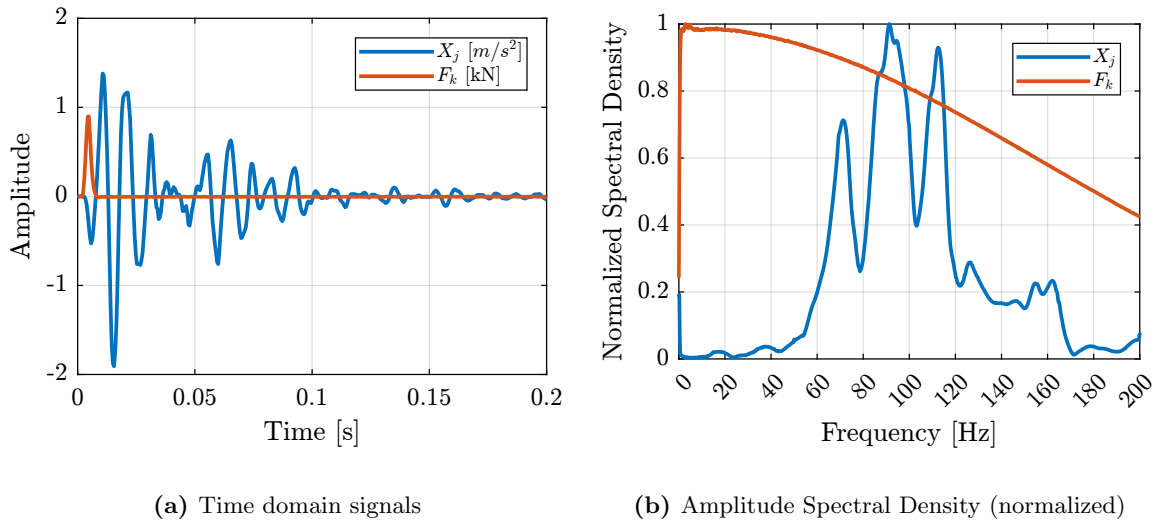 2
1
0
-1
-2
0
0.05
0.1
0.15
0.2
Amplitude
Time [s]
X_j [m/s^2]
F_k [kN]
(a) Time domain signals
1
0.8
0.6
0.4
0.2
0
0
20
40
60
80
100
120
140
160
180
200
Normalized Spectral Density
Frequency [Hz]
X_j
F_k
(b) Amplitude Spectral Density (normalized)